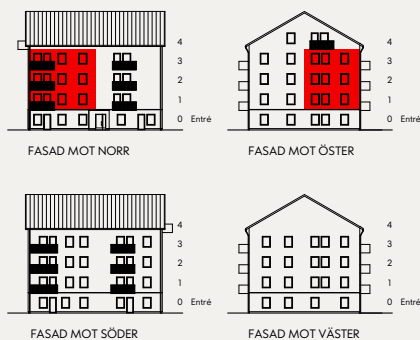 4
3
2
1
0 Entré
FASAD MOT NORR
4
3
2
1
0 Entré
FASAD MOT ÖSTER
4
3
2
1
0 Entré
FASAD MOT SÖDER
4
3
2
1
0 Entré
FASAD MOT VÄSTER